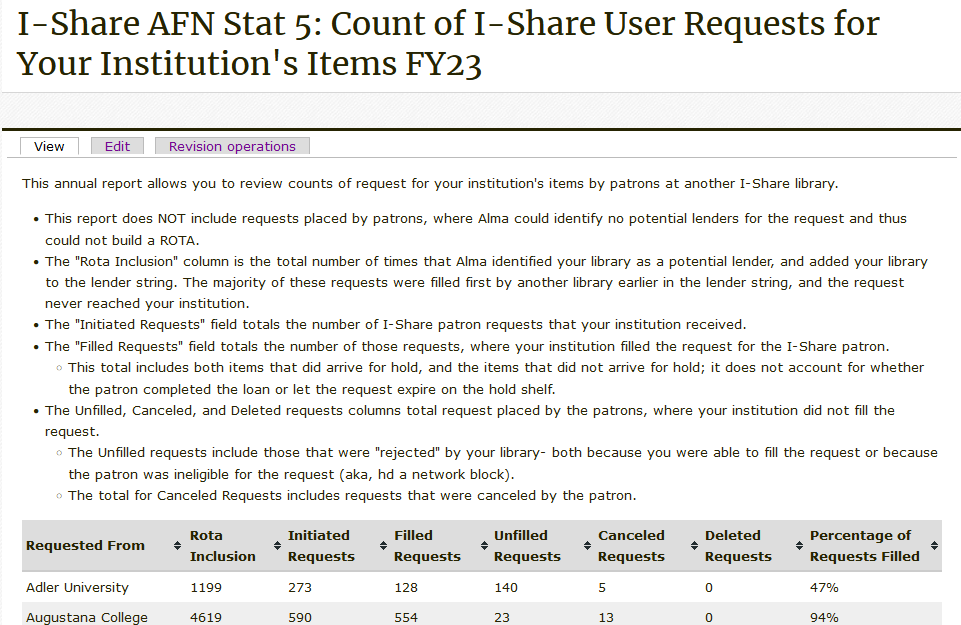 I-Share AFN Stat 5: Count of I-Share User Requests for
Your Institution's Items FY23
View Edit Revision operations
This annual report allows you to review counts of request for your institution's items by patrons at another I-Share library.
• This report does NOT include requests placed by patrons, where Alma could identify no potential lenders for the request and thus
could not build a ROTA.
• The "Rota Inclusion" column is the total number of times that Alma identified your library as a potential lender, and added your library
to the lender string. The majority of these requests were filled first by another library earlier in the lender string, and the request
never reached your institution.
• The "Initiated Requests" field totals the number of I-Share patron requests that your institution received.
• The "Filled Requests" field totals the number of those requests, where your institution filled the request for the I-Share patron.
◦ This total includes both items that did arrive for hold, and the items that did not arrive for hold; it does not account for whether
the patron completed the loan or let the request expire on the hold shelf.
• The Unfilled, Canceled, and Deleted requests columns total request placed by the patrons, where your institution did not fill the
request.
◦ The Unfilled requests include those that were "rejected" by your library- both because you were able to fill the request or because
the patron was ineligible for the request (aka, hd a network block).
◦ The total for Canceled Requests includes requests that were canceled by the patron.
Requested From Rota Inclusion Initiated Requests Filled Requests Unfilled Requests Canceled Requests Deleted Requests Percentage of Requests Filled
Adler University 1199 273 128 140 5 0 47%
Augustana College 4619 590 554 23 13 0 94%